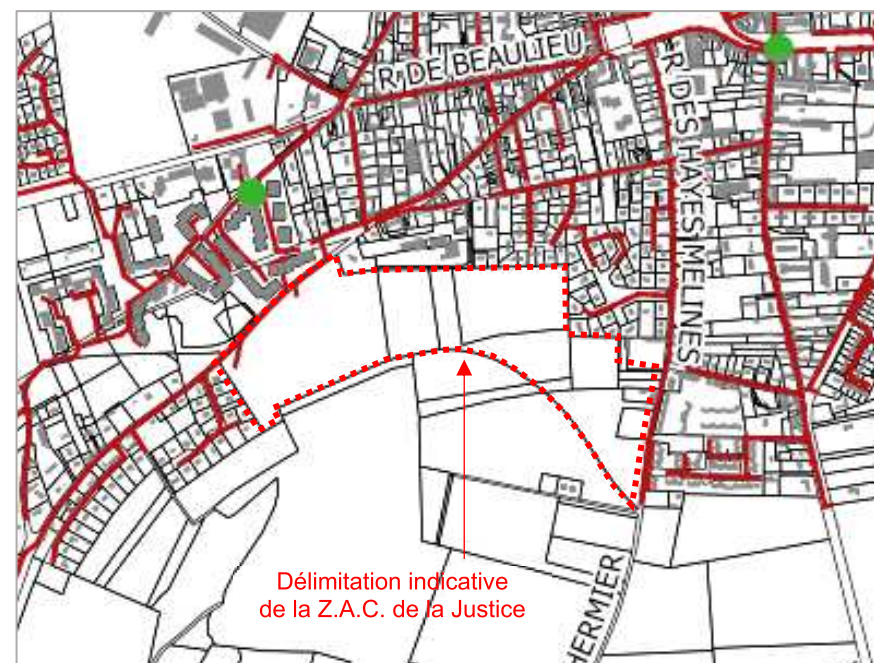 R. DE BEAULIEU
R. DES HAYES MELINES
Délimitation indicative
de la Z.A.C. de la Justice
HERMIER